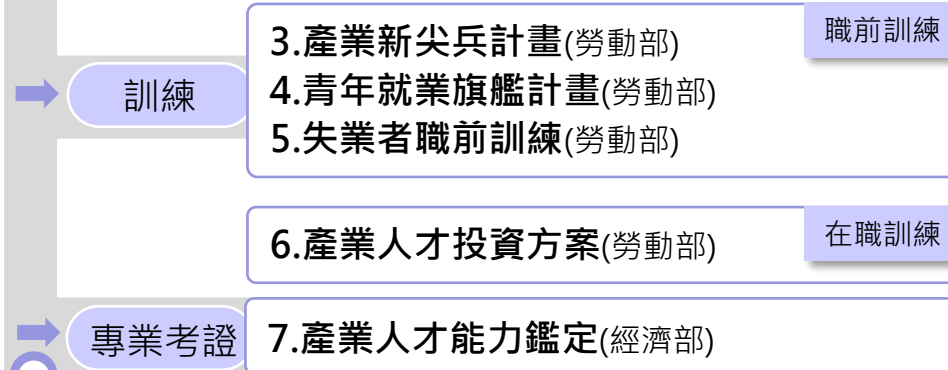 訓練
3.產業新尖兵計畫(勞動部)
職前訓練
4.青年就業旗艦計畫(勞動部)
5.失業者職前訓練(勞動部)
6.產業人才投資方案(勞動部)
在職訓練
專業考證
7.產業人才能力鑑定(經濟部)